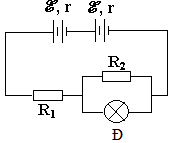 ℰ, r ℰ, r
R₂
R₁
Đ